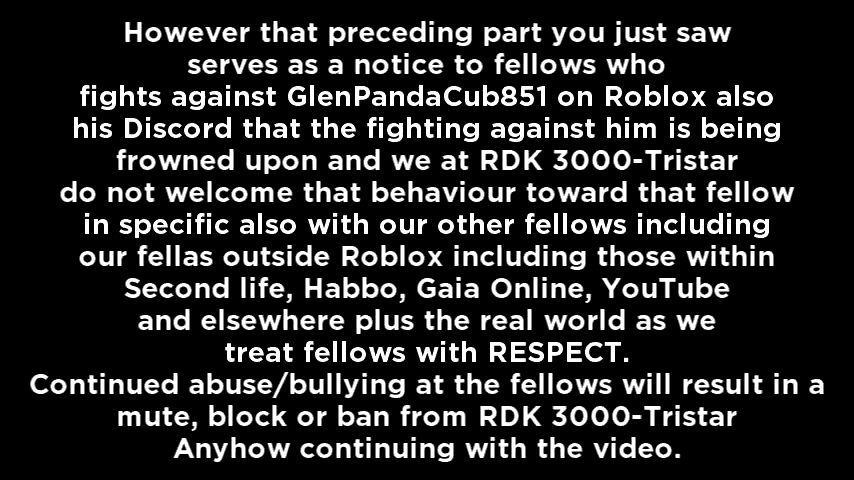 However that preceding part you just saw
serves as a notice to fellows who
fights against GlenPandaCub851 on Roblox also
his Discord that the fighting against him is being
frowned upon and we at RDK 3000-Tristar
do not welcome that behaviour toward that fellow
in specific also with our other fellows including
our fellas outside Roblox including those within
Second life, Habbo, Gaia Online, YouTube
and elsewhere plus the real world as we
treat fellows with RESPECT.
Continued abuse/bullying at the fellows will result in a
mute, block or ban from RDK 3000-Tristar
Anyhow continuing with the video.